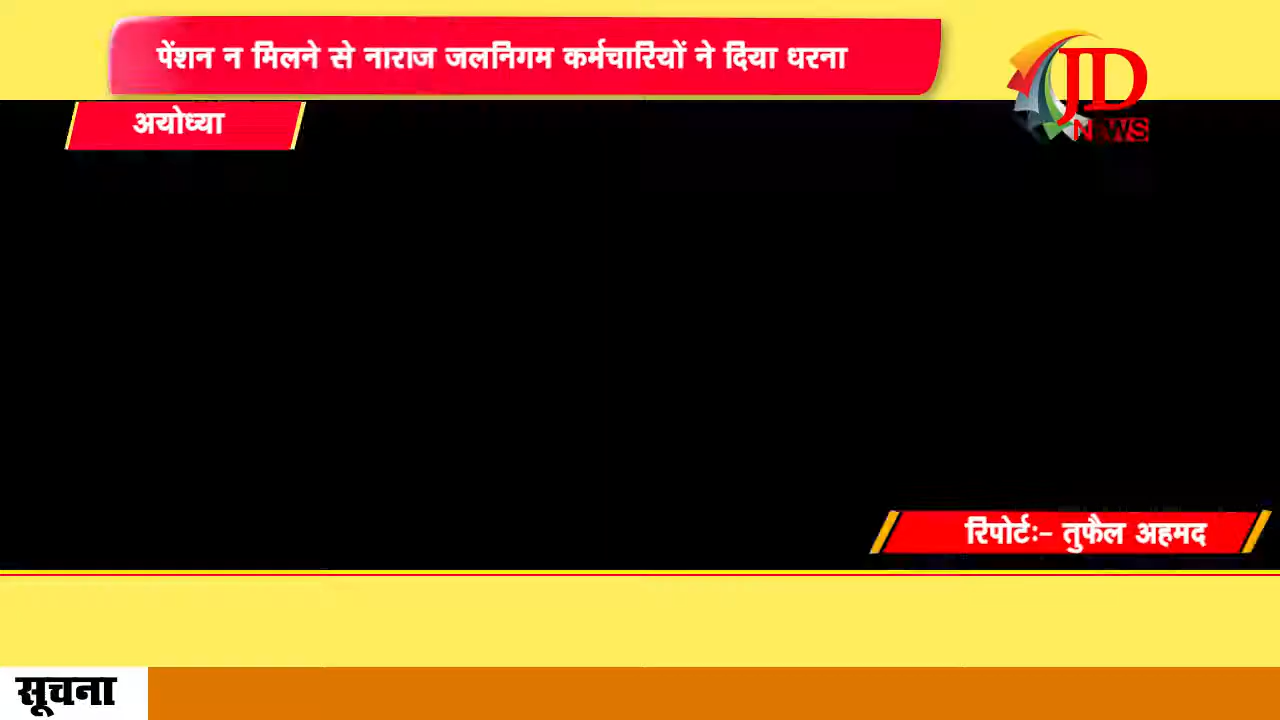 पेंशन न मिलने से नाराज जलनिगम कर्मचारियों ने दिया धरना
JD
NEWS
अयोध्या
रिपोर्टः- तुफैल अहमद
सूचना